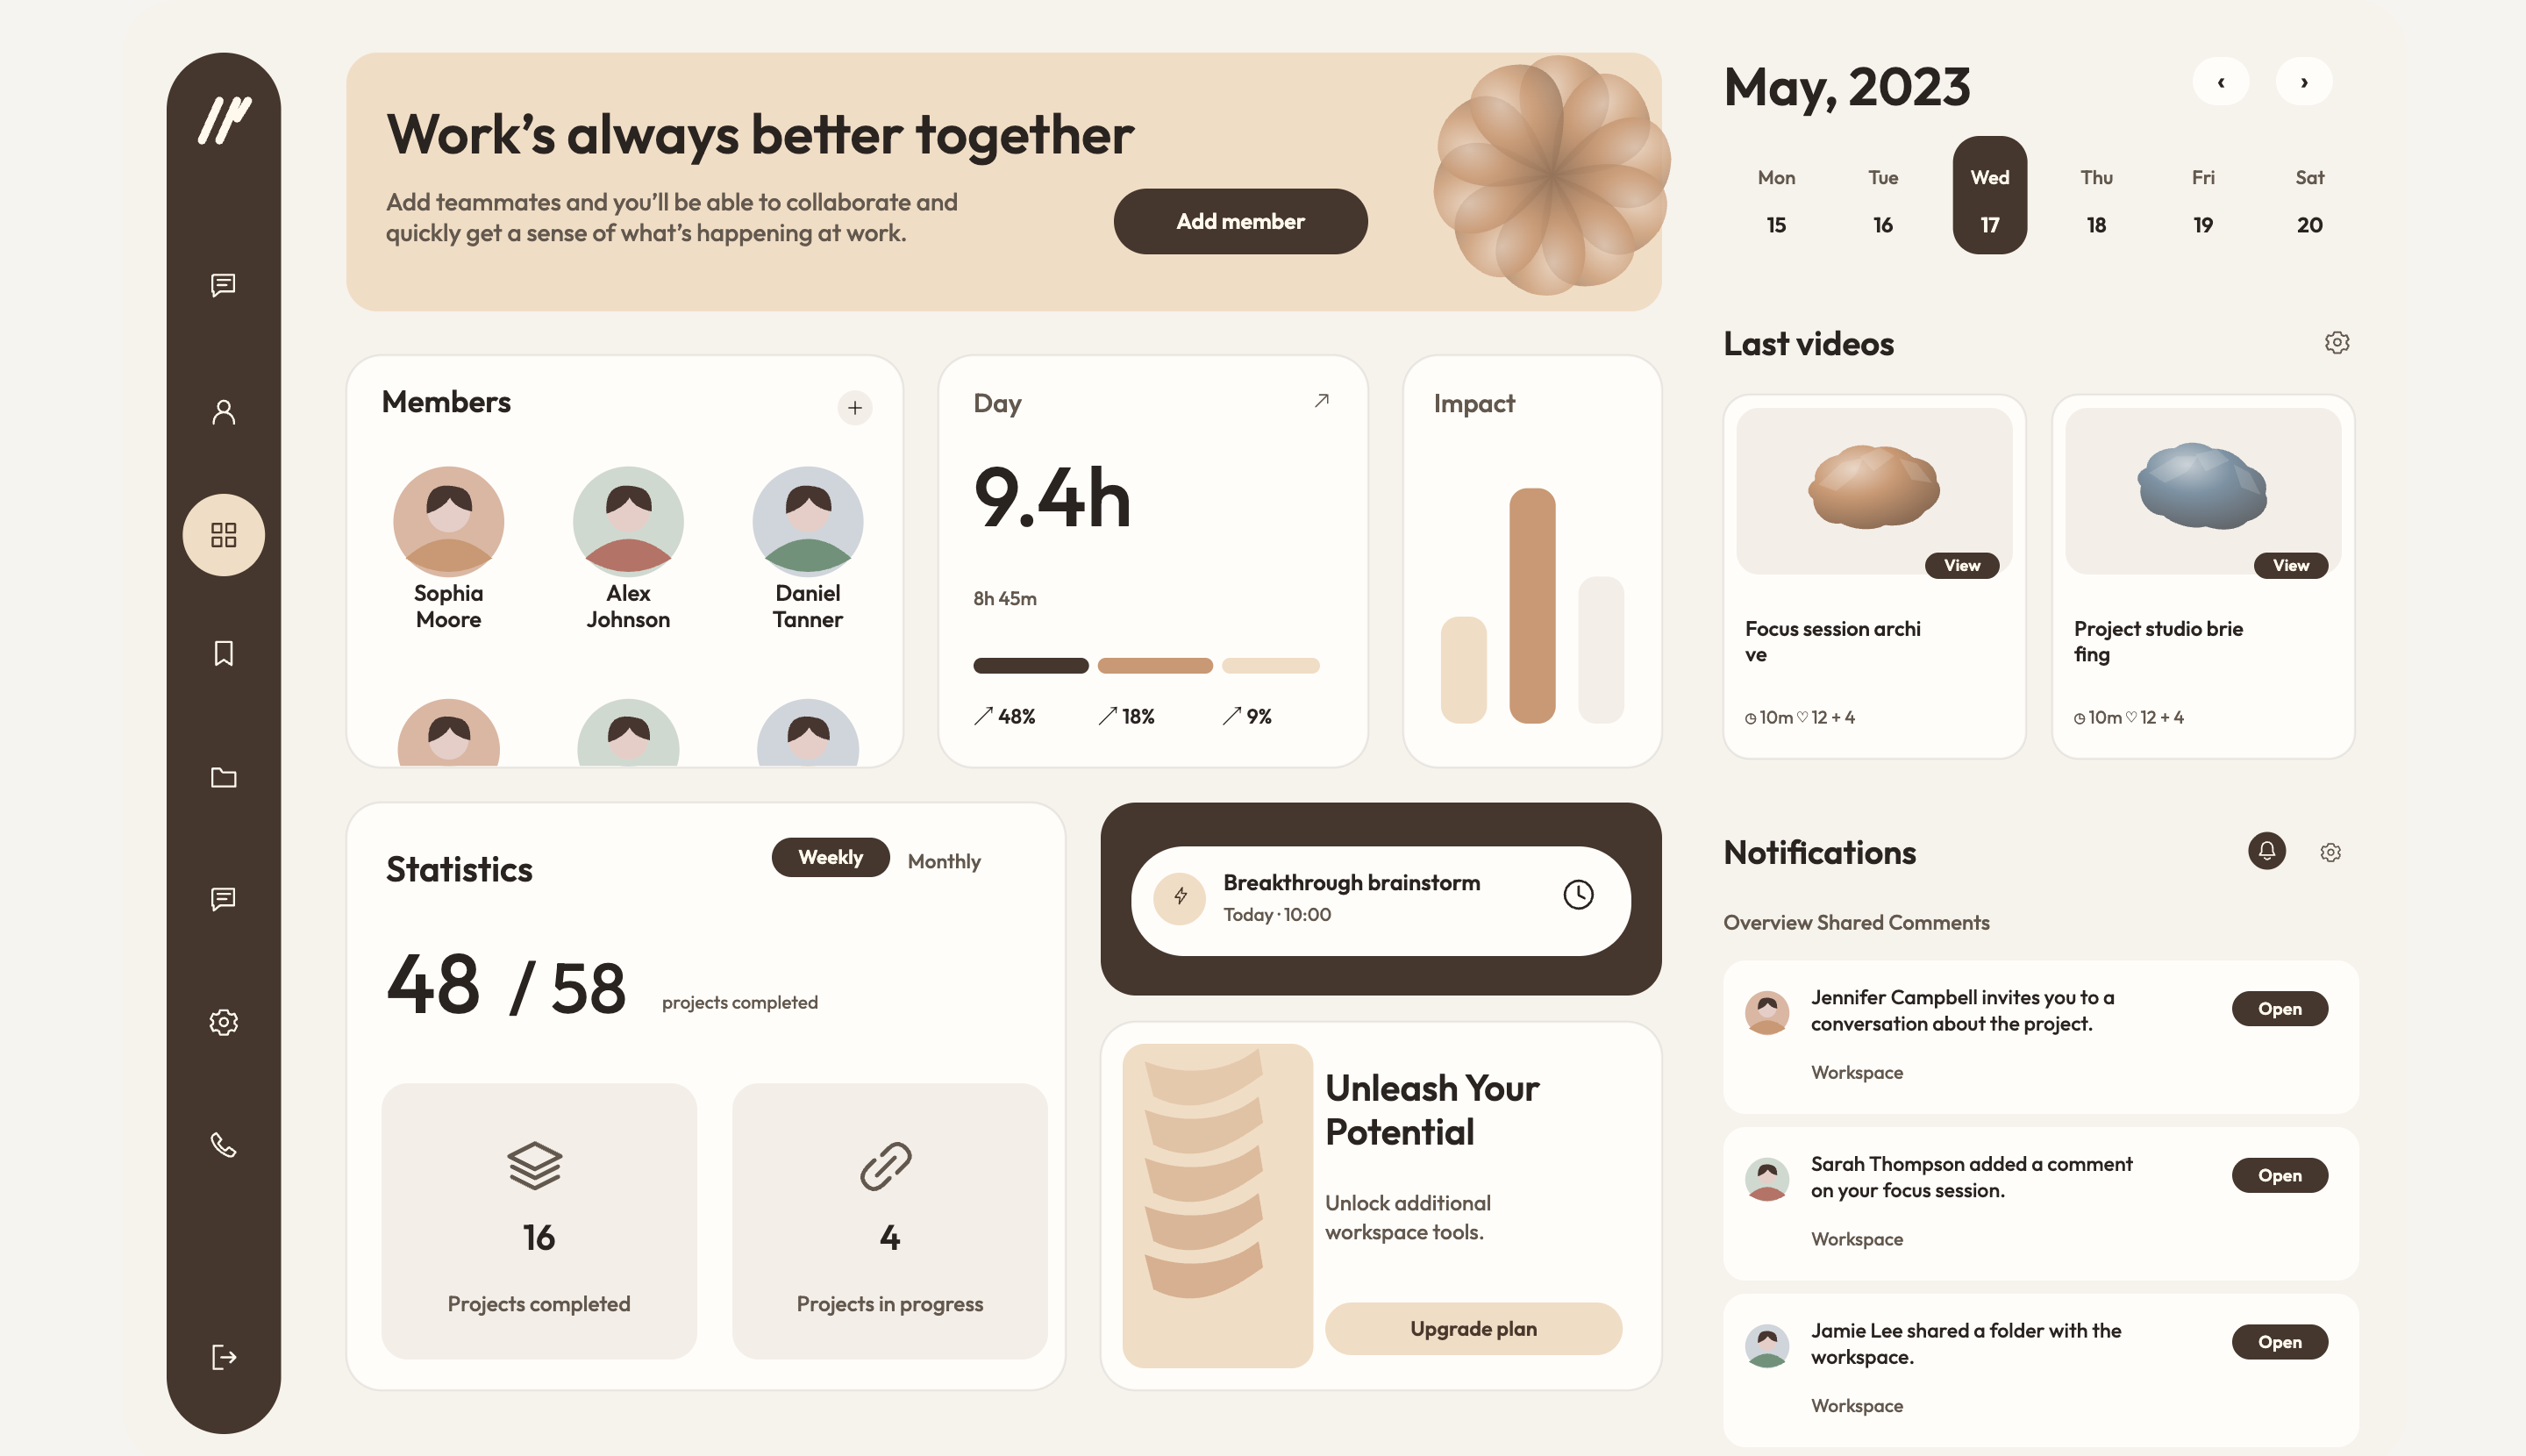 Work’s always better together
Add teammates and you’ll be able to collaborate and
quickly get a sense of what’s happening at work.
Add member
Members
Sophia
Moore
Alex
Johnson
Daniel
Tanner
Day
9.4h
8h 45m
48%
18%
9%
Impact
Statistics
Weekly
Monthly
48 / 58
projects completed
16
Projects completed
4
Projects in progress
Breakthrough brainstorm
Today · 10:00
Unleash Your
Potential
Unlock additional
workspace tools.
Upgrade plan
May, 2023
‹ ›
Mon Tue Wed Thu Fri Sat
15 16 17 18 19 20
Last videos
View
Focus session archi
ve
◷ 10m ♡ 12 + 4
View
Project studio brie
fing
◷ 10m ♡ 12 + 4
Notifications
Overview Shared Comments
Jennifer Campbell invites you to a
conversation about the project.
Open
Workspace
Sarah Thompson added a comment
on your focus session.
Open
Workspace
Jamie Lee shared a folder with the
workspace.
Open
Workspace